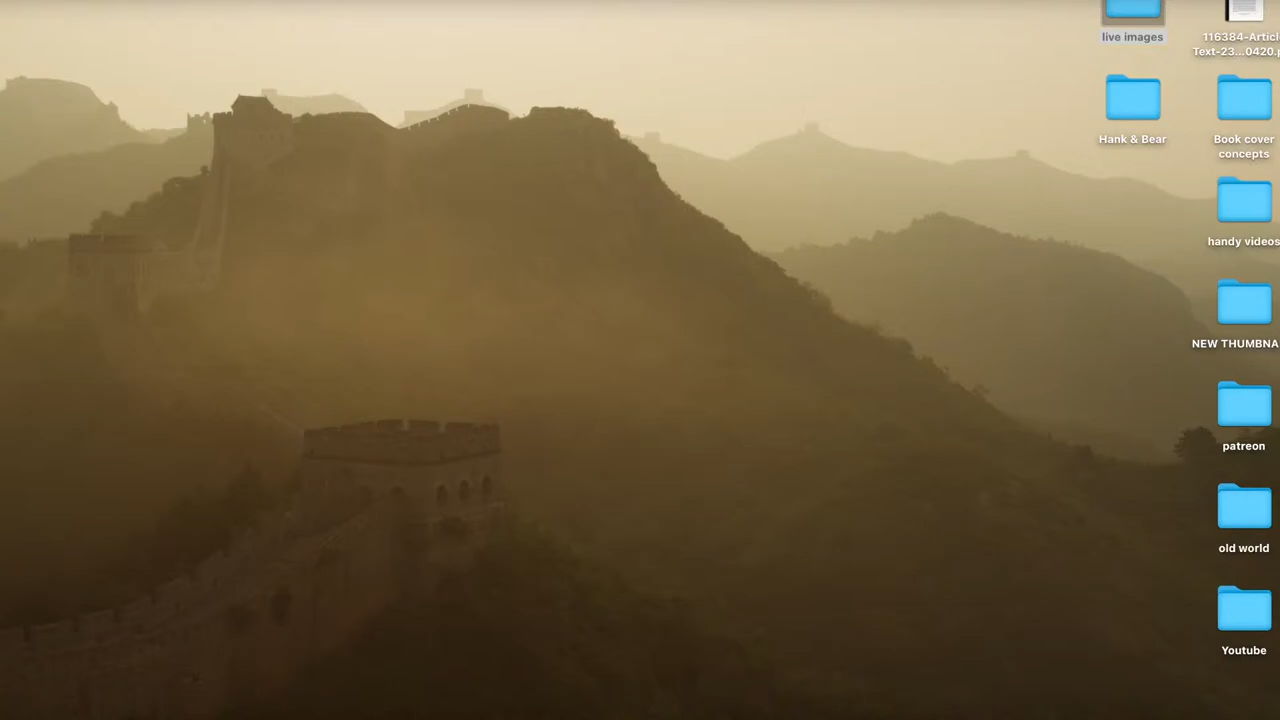 live images
116384-Articl
Text-23...0420.p
Hank & Bear
Book cover
concepts
handy videos
NEW THUMBNA
patreon
old world
Youtube